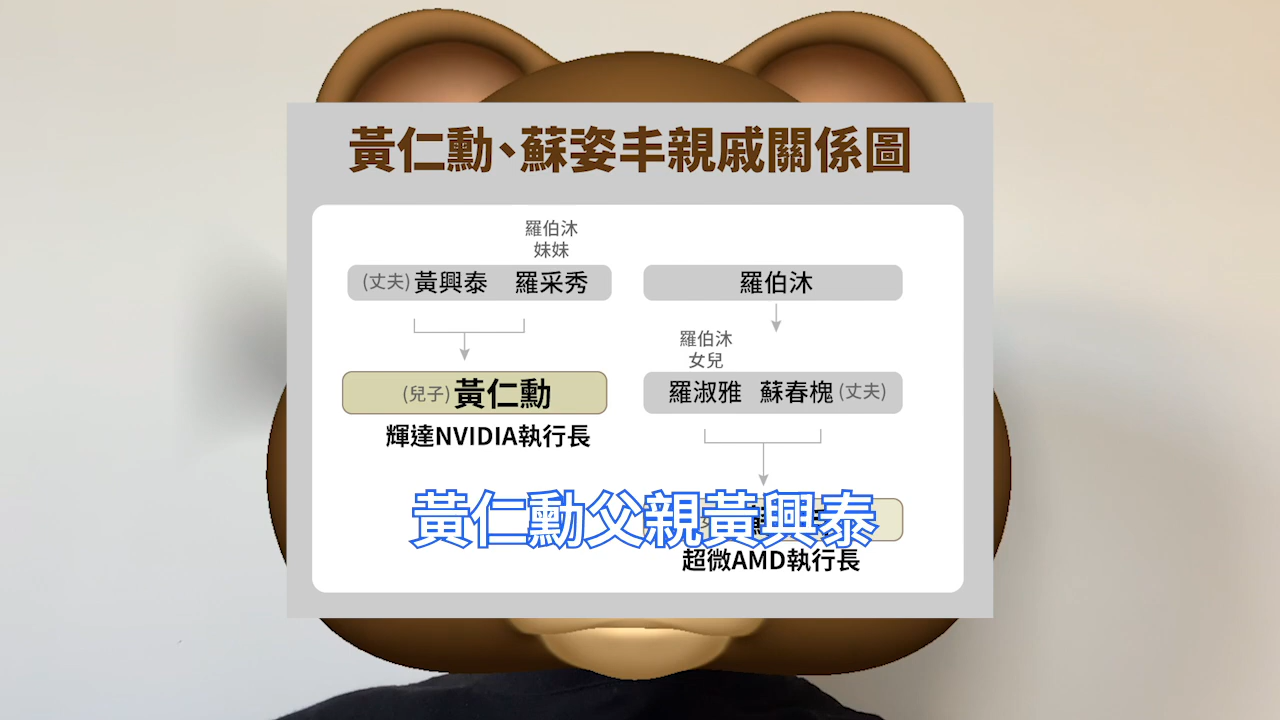 黃仁勳、蘇姿丰親戚關係圖
羅伯沐
妹妹
(丈夫)黃興泰 羅采秀
羅伯沐
羅伯沐
女兒
(兒子)黃仁勳
羅淑雅 蘇春槐(丈夫)
輝達NVIDIA執行長
黃仁勳父親黃興泰
超微AMD執行長